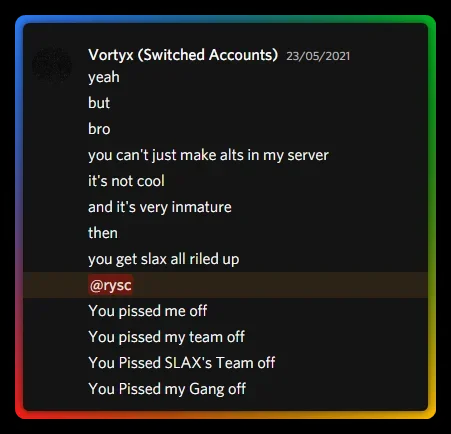 Vortyx (Switched Accounts) 23/05/2021
yeah
but
bro
you can't just make alts in my server
it's not cool
and it's very inmature
then
you get slax all riled up
@rysc
You pissed me off
You pissed my team off
You Pissed SLAX's Team off
You Pissed my Gang off